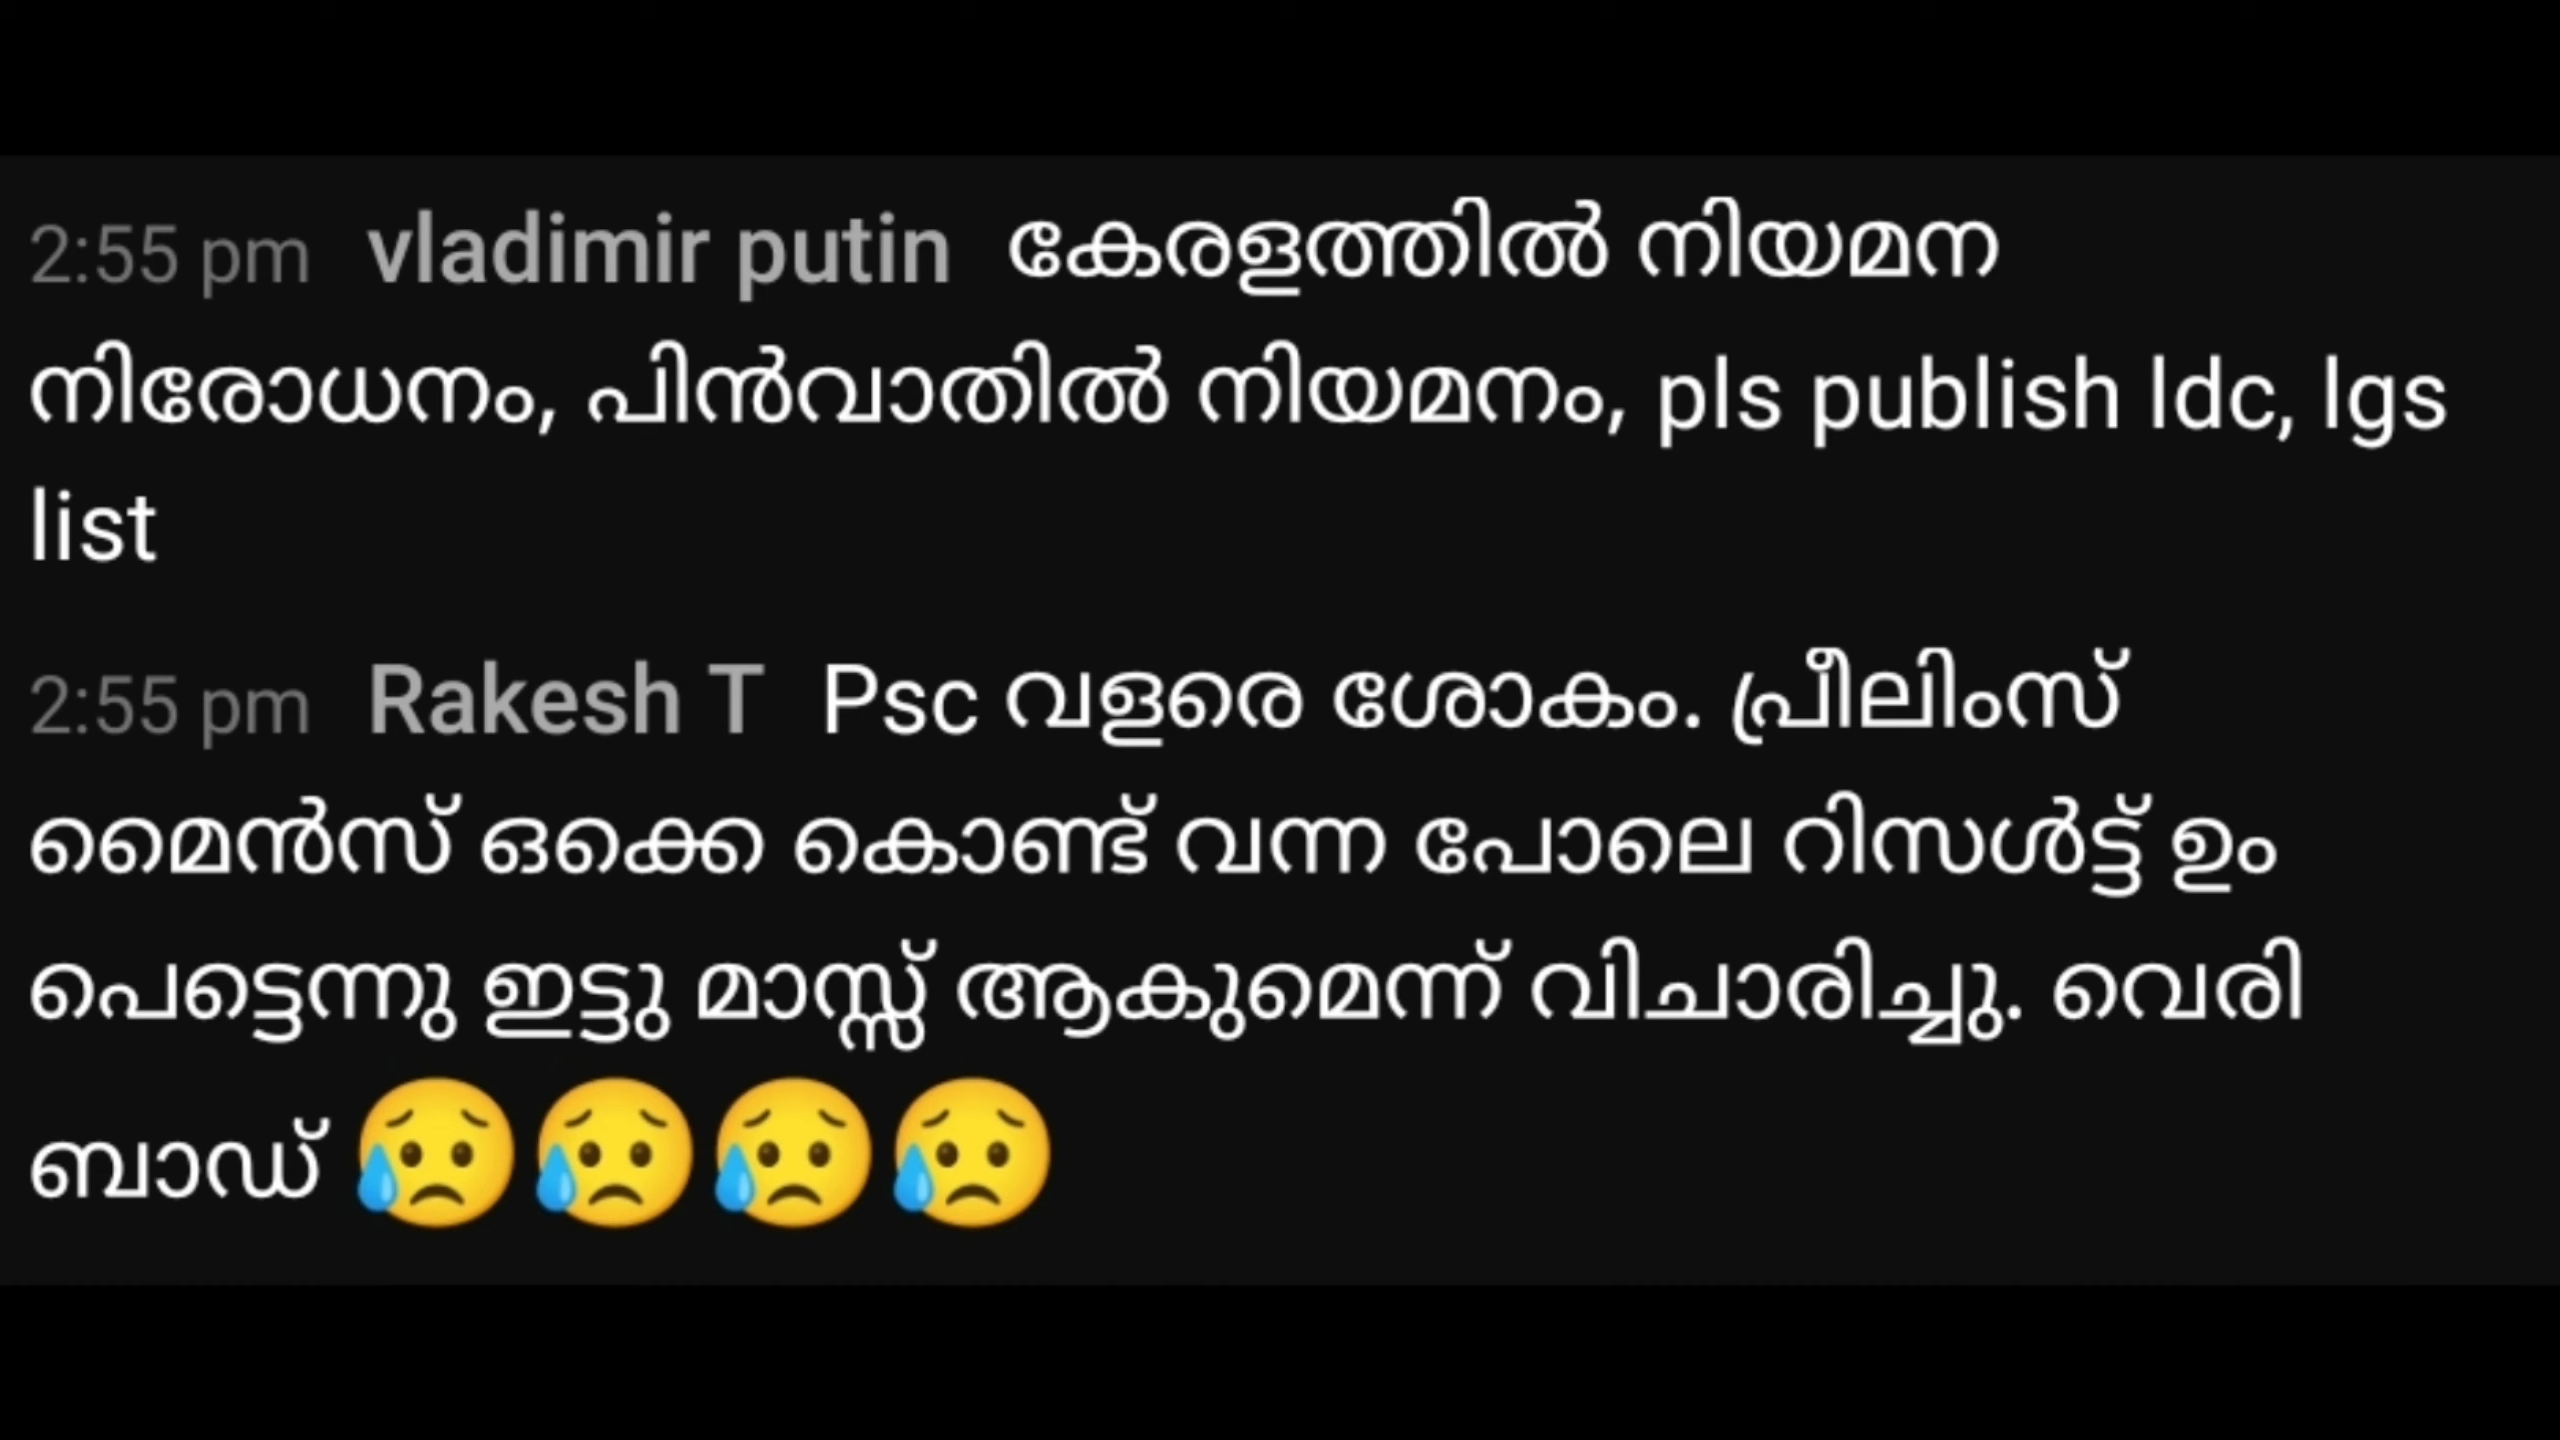 2:55 pm vladimir putin കേരളത്തിൽ നിയമന
നിരോധനം, പിൻവാതിൽ നിയമനം, pls publish ldc, lgs
list
2:55 pm Rakesh T Psc വളരെ ശോകം. പ്രീലിംസ്
മൈൻസ് ഒക്കെ കൊണ്ട് വന്ന പോലെ റിസൾട്ട് ഉം
പെട്ടെന്നു ഇട്ടു മാസ്സ് ആകുമെന്ന് വിചാരിച്ചു. വെരി
ബാഡ് 😥😥😥😥